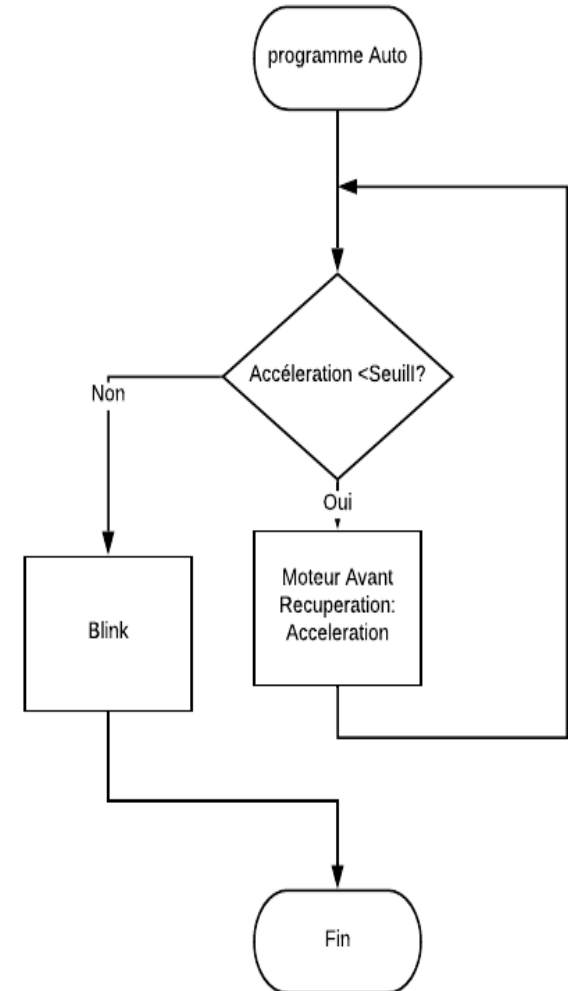 programme Auto
Accéleration <Seuill?
Non
Oui
Moteur Avant
Recuperation:
Acceleration
Blink
Fin